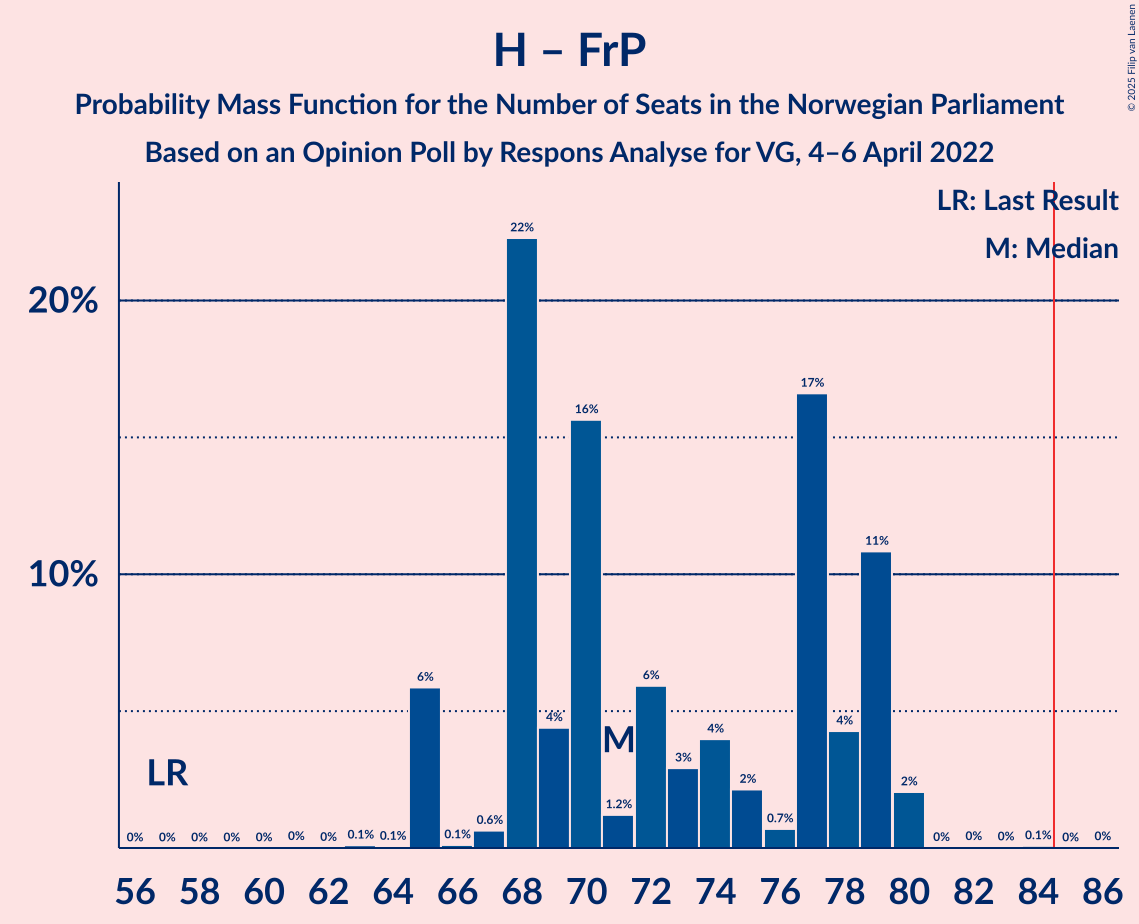 H – FrP
Probability Mass Function for the Number of Seats in the Norwegian Parliament
Based on an Opinion Poll by Respons Analyse for VG, 4–6 April 2022
© 2025 Filip van Laenen
LR: Last Result
M: Median
20%
10%
0% 0% 0% 0% 0% 0% 0% 0.1% 0.1% 6% 0.1% 0.6% 22% 4% 16% 1.2% 6% 3% 4% 2% 0.7% 17% 4% 11% 2% 0% 0% 0% 0.1% 0% 0%
LR
M
56 58 60 62 64 66 68 70 72 74 76 78 80 82 84 86